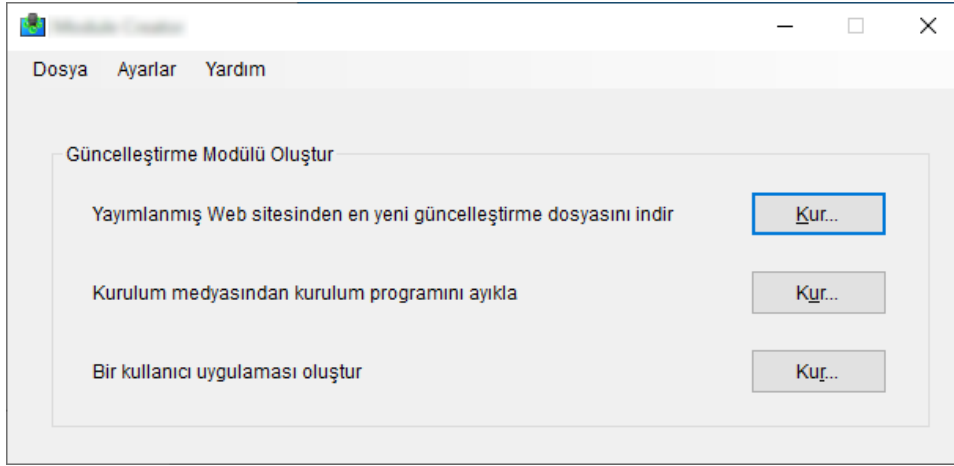 Dosya Ayarlar Yardım
Güncelleştirme Modülü Oluştur
Yayımlanmış Web sitesinden en yeni güncelleştirme dosyasını indir Kur...
Kurulum medyasından kurulum programını ayıkla Kur...
Bir kullanıcı uygulaması oluştur Kur...